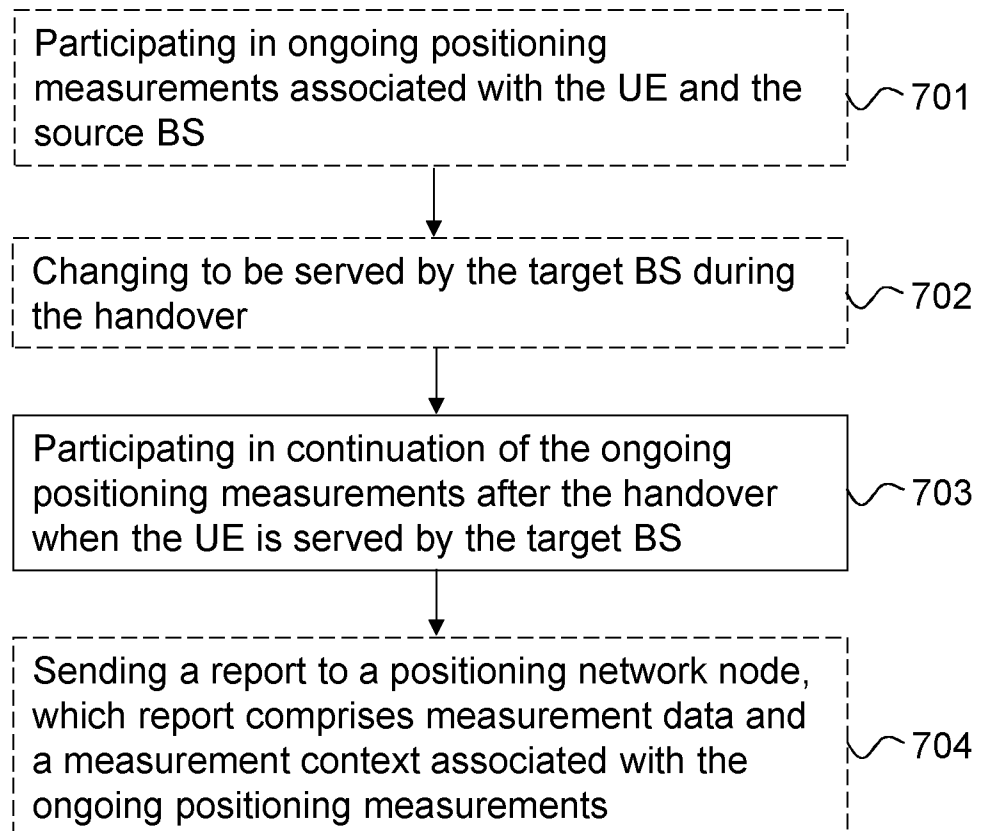 Participating in ongoing positioning
measurements associated with the UE and the
source BS
701
Changing to be served by the target BS during
the handover
702
Participating in continuation of the ongoing
positioning measurements after the handover
when the UE is served by the target BS
703
Sending a report to a positioning network node,
which report comprises measurement data and
a measurement context associated with the
ongoing positioning measurements
704